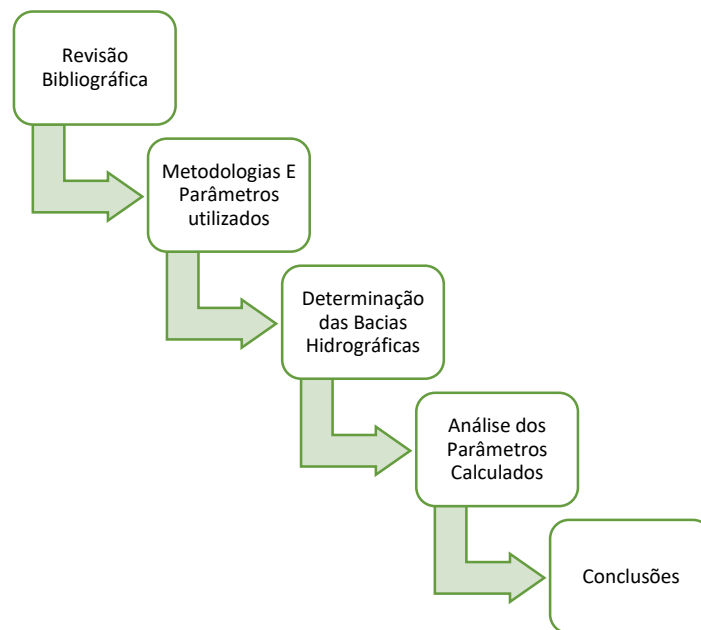 Revisão
Bibliográfica
Metodologias E
Parâmetros
utilizados
Determinação
das Bacias
Hidrográficas
Análise dos
Parâmetros
Calculados
Conclusões